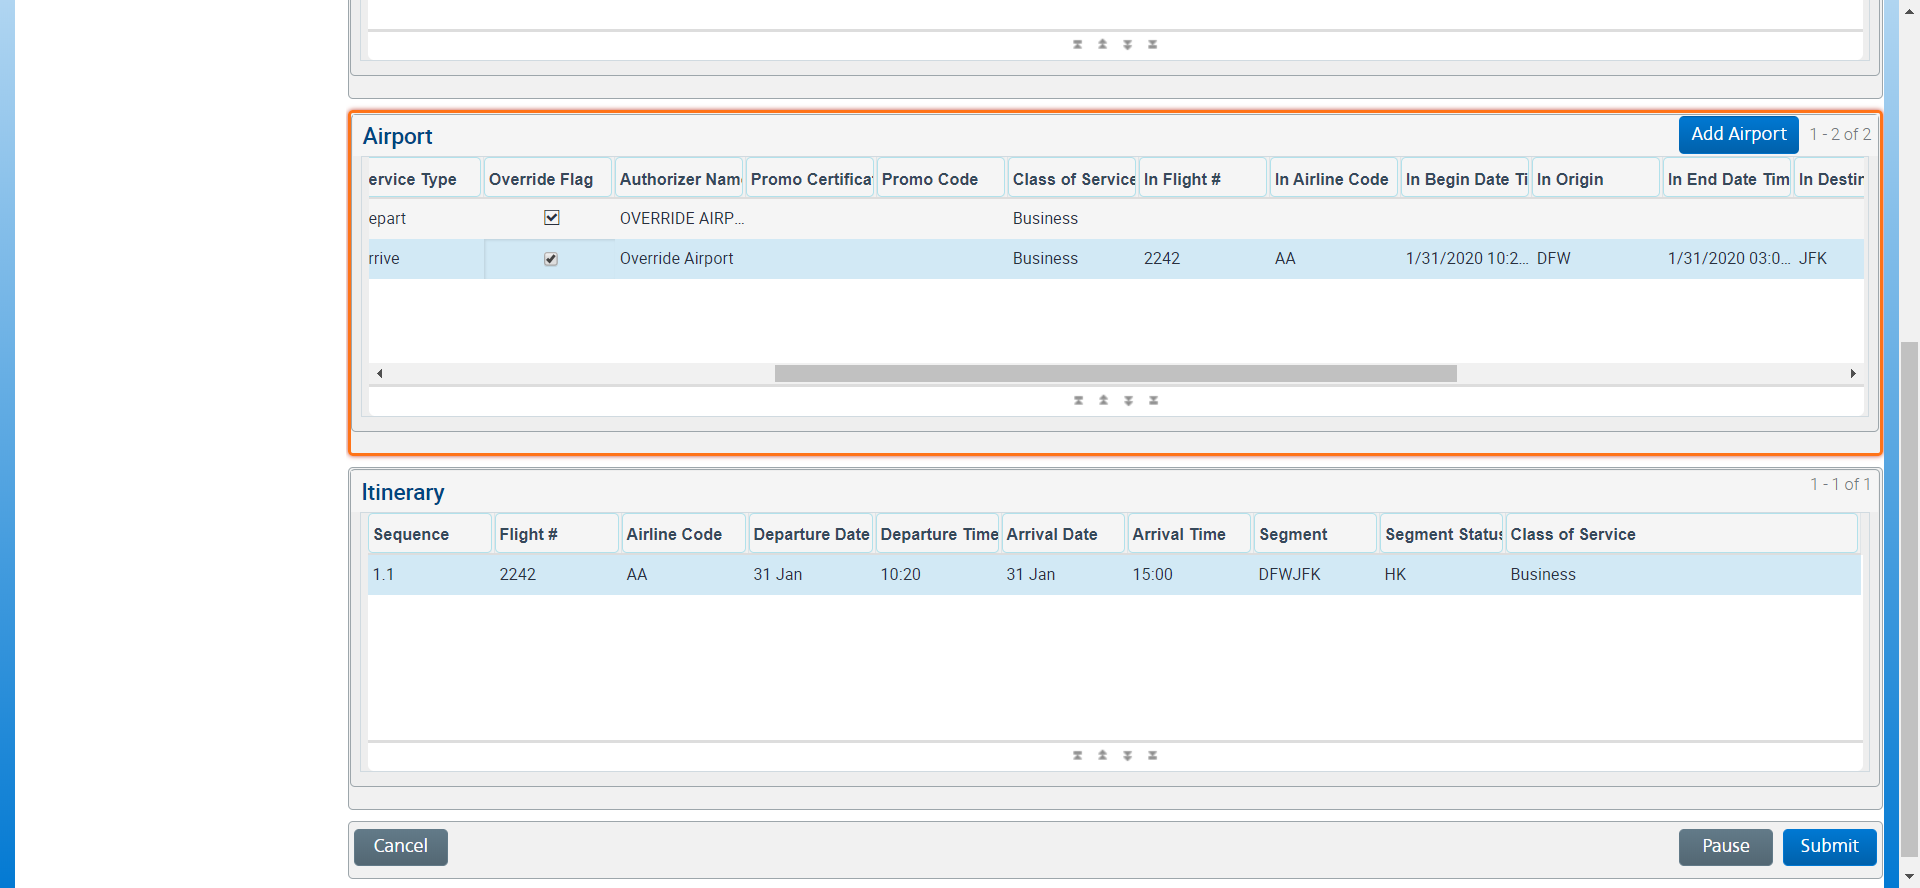 Airport
Add Airport 1 - 2 of 2
ervice Type Override Flag Authorizer Nam Promo Certifica Promo Code Class of Service In Flight # In Airline Code In Begin Date Ti In Origin In End Date Tim In Destin
epart OVERRIDE AIRP... Business
rrive Override Airport Business 2242 AA 1/31/2020 10:2... DFW 1/31/2020 03:0... JFK
Itinerary
1 - 1 of 1
Sequence Flight # Airline Code Departure Date Departure Time Arrival Date Arrival Time Segment Segment Status Class of Service
1.1 2242 AA 31 Jan 10:20 31 Jan 15:00 DFWJFK HK Business
Cancel Pause Submit